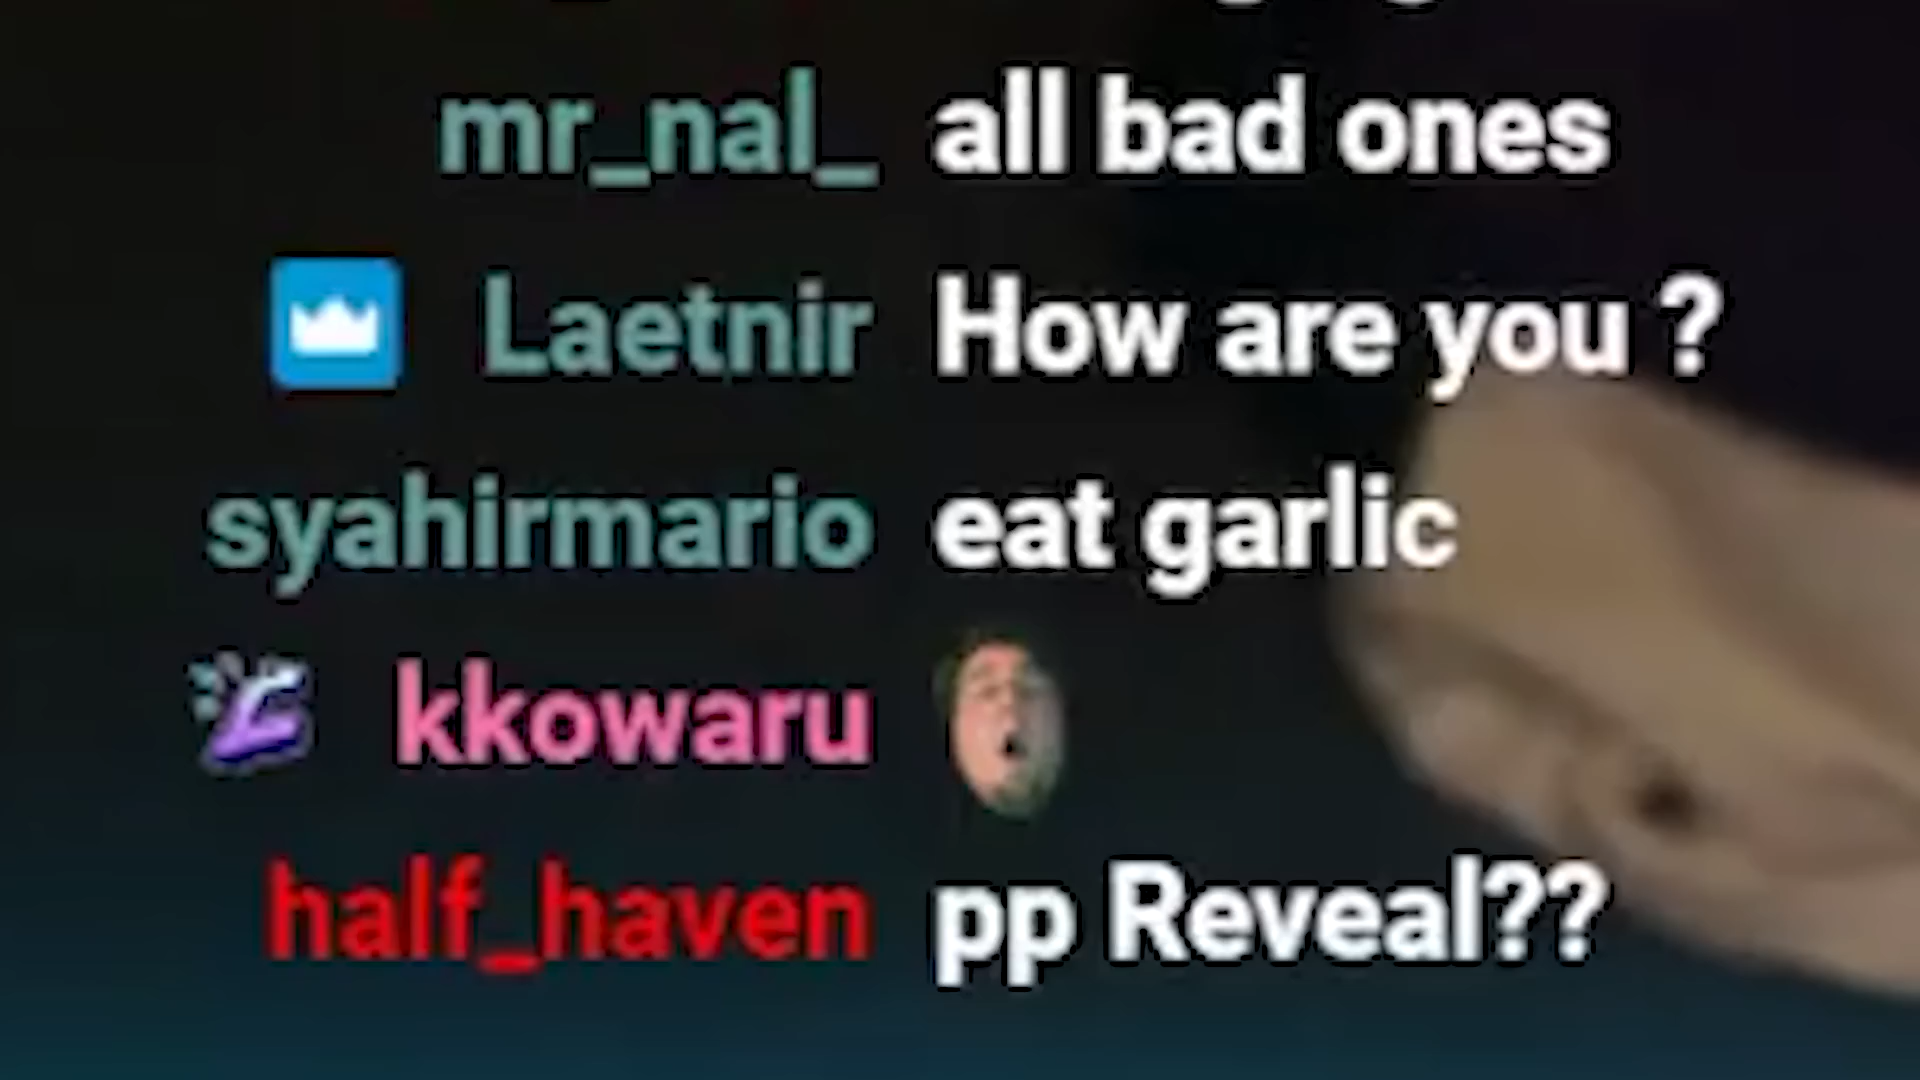 mr_nal_ all bad ones
Laetnir How are you ?
syahirmario eat garlic
kkowaru
half_haven pp Reveal??